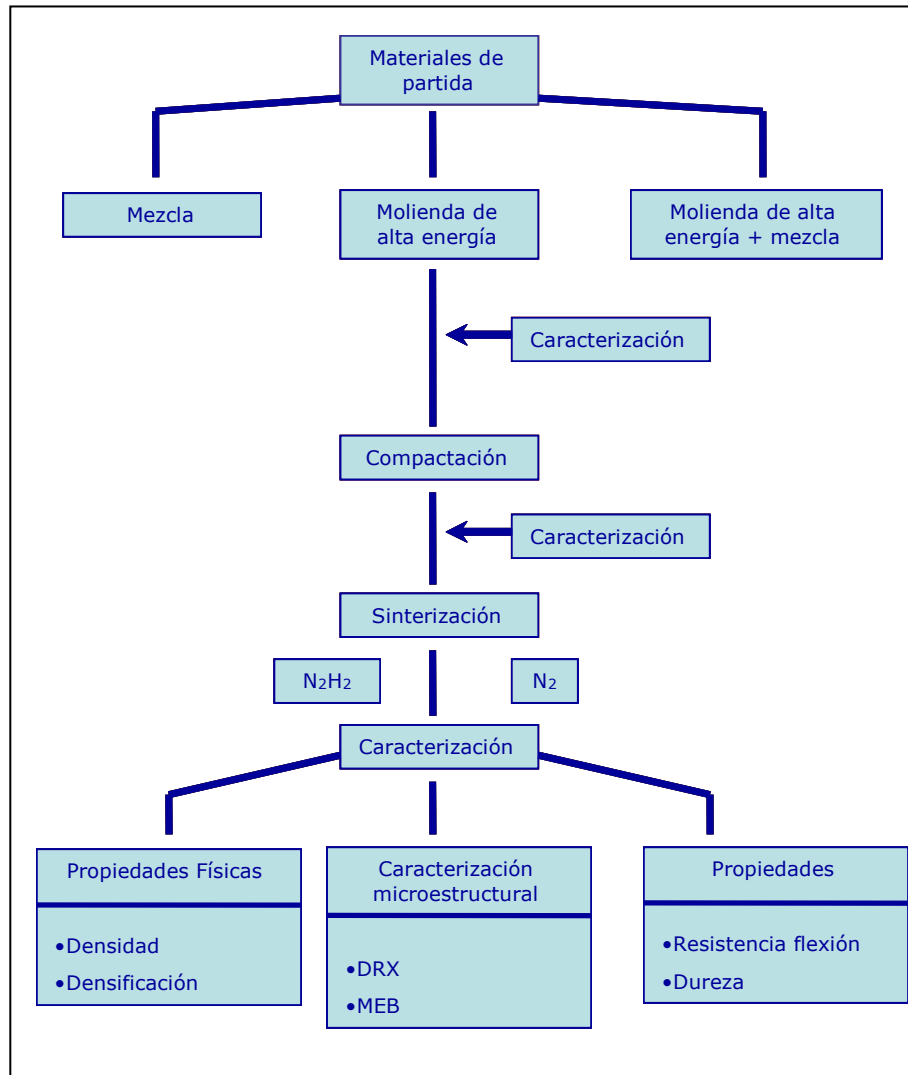 Materiales de
partida
Mezcla
Molienda de
alta energía
Molienda de alta
energía + mezcla
Caracterización
Compactación
Caracterización
Sinterización
N2H2
N2
Caracterización
Propiedades Físicas
•Densidad
•Densificación
Caracterización
microestructural
•DRX
•MEB
Propiedades
•Resistencia flexión
•Dureza